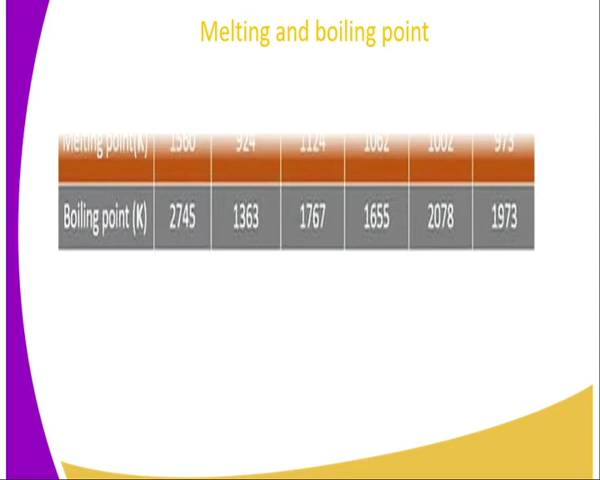 Melting and boiling point
Melting point(K) 1560 924 1124 1062 1002 973
Boiling point (K) 2745 1363 1767 1655 2078 1973